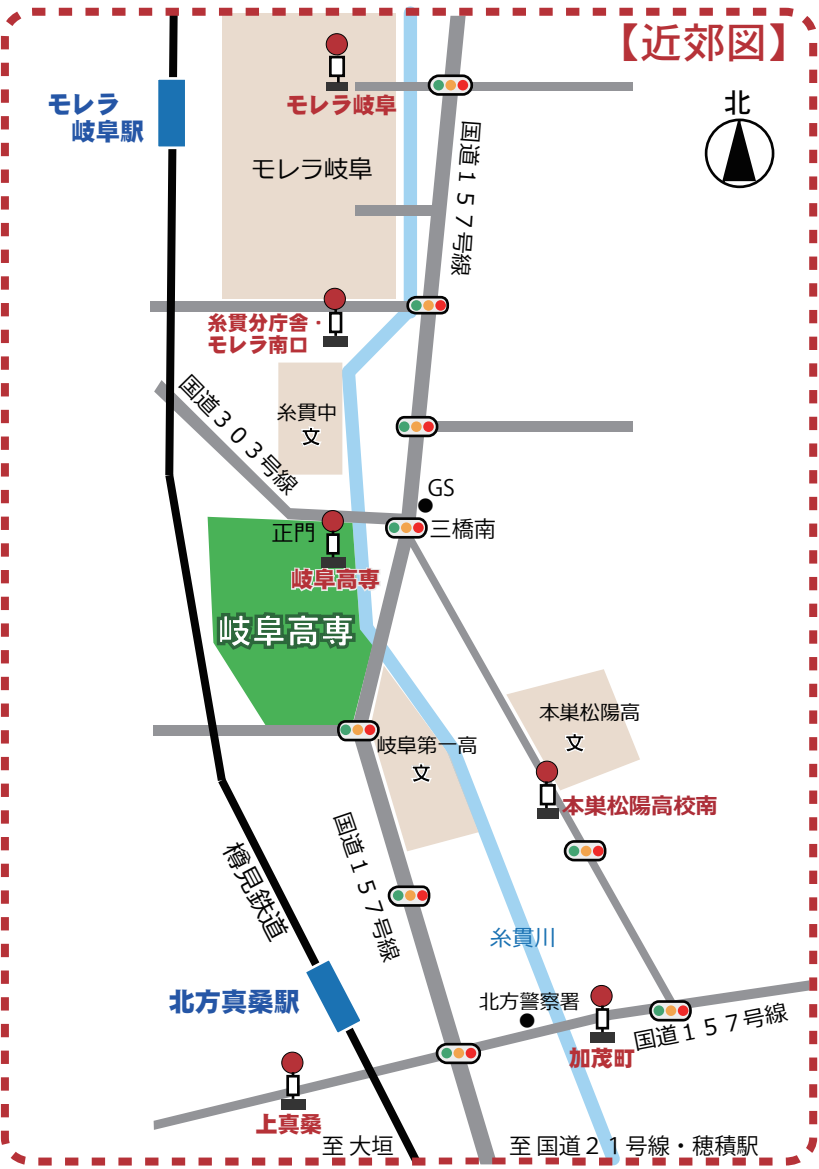 【近郊図】
北
モレラ
岐阜駅
モレラ岐阜
モレラ岐阜
国道１５７号線
糸貫分庁舎・
モレラ南口
国道３０３号線
糸貫中
文
GS
三橋南
正門
岐阜高専
岐阜高専
本巣松陽高
文
岐阜第一高
文
本巣松陽高校南
国道１５７号線
樽見鉄道
糸貫川
北方真桑駅
北方警察署
国道１５７号線
加茂町
上真桑
至 大垣
至 国道２１号線・穂積駅